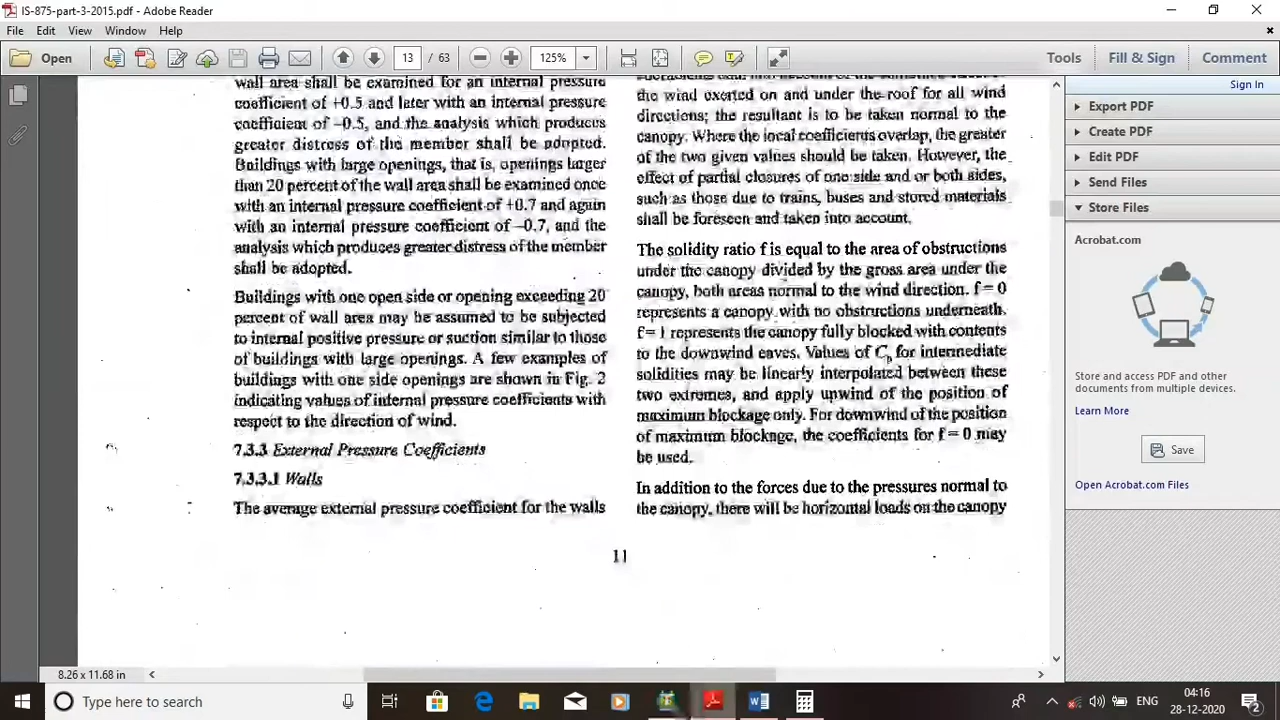 IS-875-part-3-2015.pdf - Adobe Reader
File Edit View Window Help
Open 13 / 63 125% Tools Fill & Sign Comment
wall area shall be examined for an internal pressure
coefficient of +0.5 and later with an internal pressure
coefficient of –0.5, and the analysis which produces
greater distress of the member shall be adopted.
Buildings with large openings, that is, openings larger
than 20 percent of the wall area shall be examined once
with an internal pressure coefficient of +0.7 and again
with an internal pressure coefficient of –0.7, and the
analysis which produces greater distress of the member
shall be adopted.
Buildings with one open side or opening exceeding 20
percent of wall area may be assumed to be subjected
to internal positive pressure or suction similar to those
of buildings with large openings. A few examples of
buildings with one side openings are shown in Fig. 2
indicating values of internal pressure coefficients with
respect to the direction of wind.
7.3.3 External Pressure Coefficients
7.3.3.1 Walls
The average external pressure coefficient for the walls
the wind exerted on and under the roof for all wind
directions; the resultant is to be taken normal to the
canopy. Where the local coefficients overlap, the greater
of the two given values should be taken. However, the
effect of partial closures of one side and or both sides,
such as those due to trains, buses and stored materials
shall be foreseen and taken into account.
The solidity ratio f is equal to the area of obstructions
under the canopy divided by the gross area under the
canopy, both areas normal to the wind direction. f = 0
represents a canopy with no obstructions underneath.
f = 1 represents the canopy fully blocked with contents
to the downwind eaves. Values of Cp for intermediate
solidities may be linearly interpolated between these
two extremes, and apply upwind of the position of
maximum blockage only. For downwind of the position
of maximum blockage, the coefficients for f = 0 may
be used.
In addition to the forces due to the pressures normal to
the canopy, there will be horizontal loads on the canopy
11
Sign In
Export PDF
Create PDF
Edit PDF
Send Files
Store Files
Acrobat.com
Store and access PDF and other
documents from multiple devices.
Learn More
Save
Open Acrobat.com Files
8.26 x 11.68 in
Type here to search
ENG
04:16
28-12-2020
2